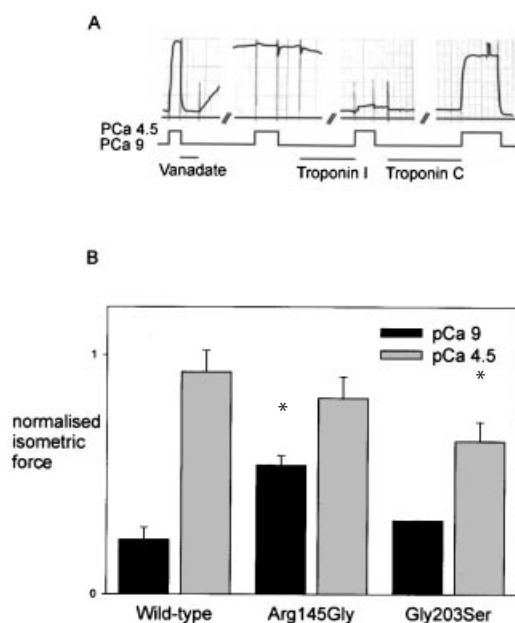 A
PCa 4.5
PCa 9
Vanadate
Troponin I
Troponin C
B
pCa 9
pCa 4.5
*
*
1
normalised
isometric
force
0
Wild-type
Arg145Gly
Gly203Ser